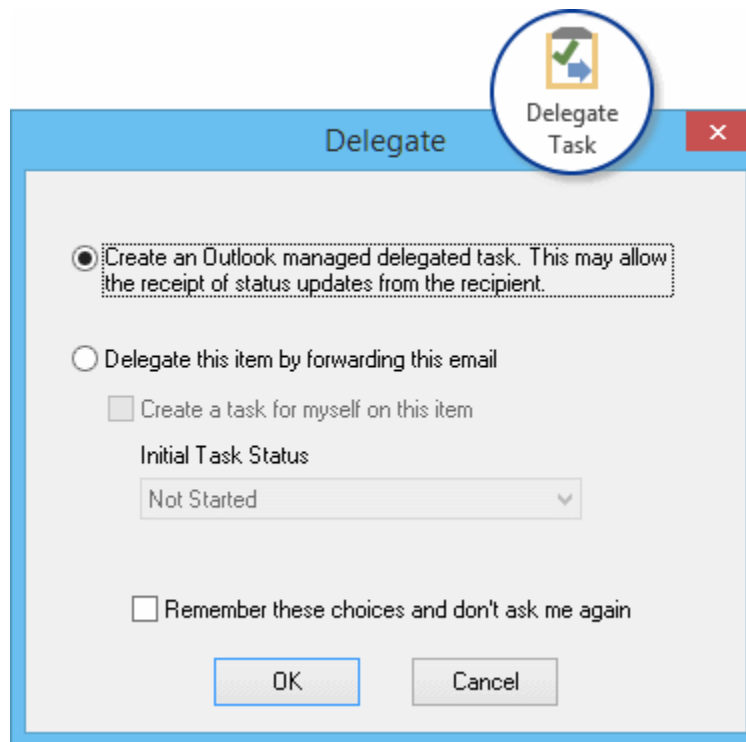 Delegate
Task
Delegate
Create an Outlook managed delegated task. This may allow
the receipt of status updates from the recipient.
Delegate this item by forwarding this email
Create a task for myself on this item
Initial Task Status
Not Started
Remember these choices and don't ask me again
OK
Cancel